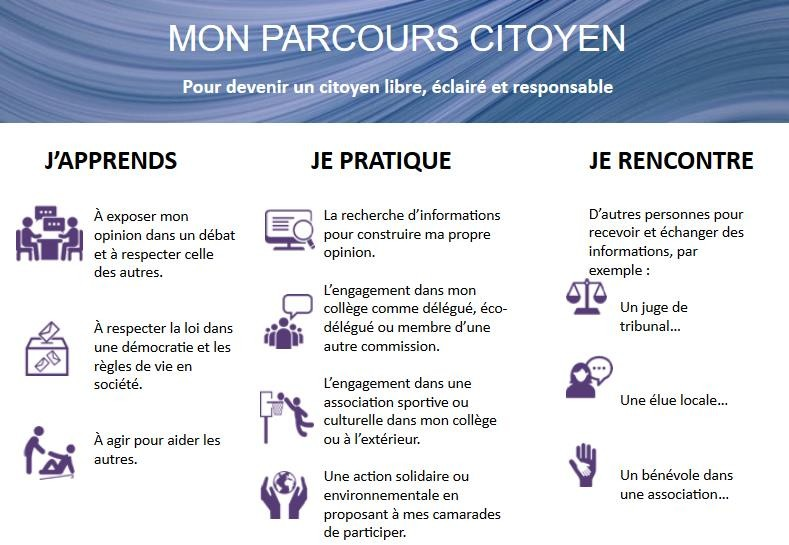 MON PARCOURS CITOYEN
Pour devenir un citoyen libre, éclairé et responsable
J'APPRENDS
À exposer mon
opinion dans un débat
et à respecter celle
des autres.
À respecter la loi dans
une démocratie et les
règles de vie en
société.
À agir pour aider les
autres.
JE PRATIQUE
La recherche d'informations
pour construire ma propre
opinion.
L'engagement dans mon
collège comme délégué, éco-
délégué ou membre d'une
autre commission.
L'engagement dans une
association sportive ou
culturelle dans mon collège
ou à l'extérieur.
Une action solidaire ou
environnementale en
proposant à mes camarades
de participer.
JE RENCONTRE
D'autres personnes pour
recevoir et échanger des
informations, par
exemple :
Un juge de
tribunal…
Une élue locale…
Un bénévole dans
une association…